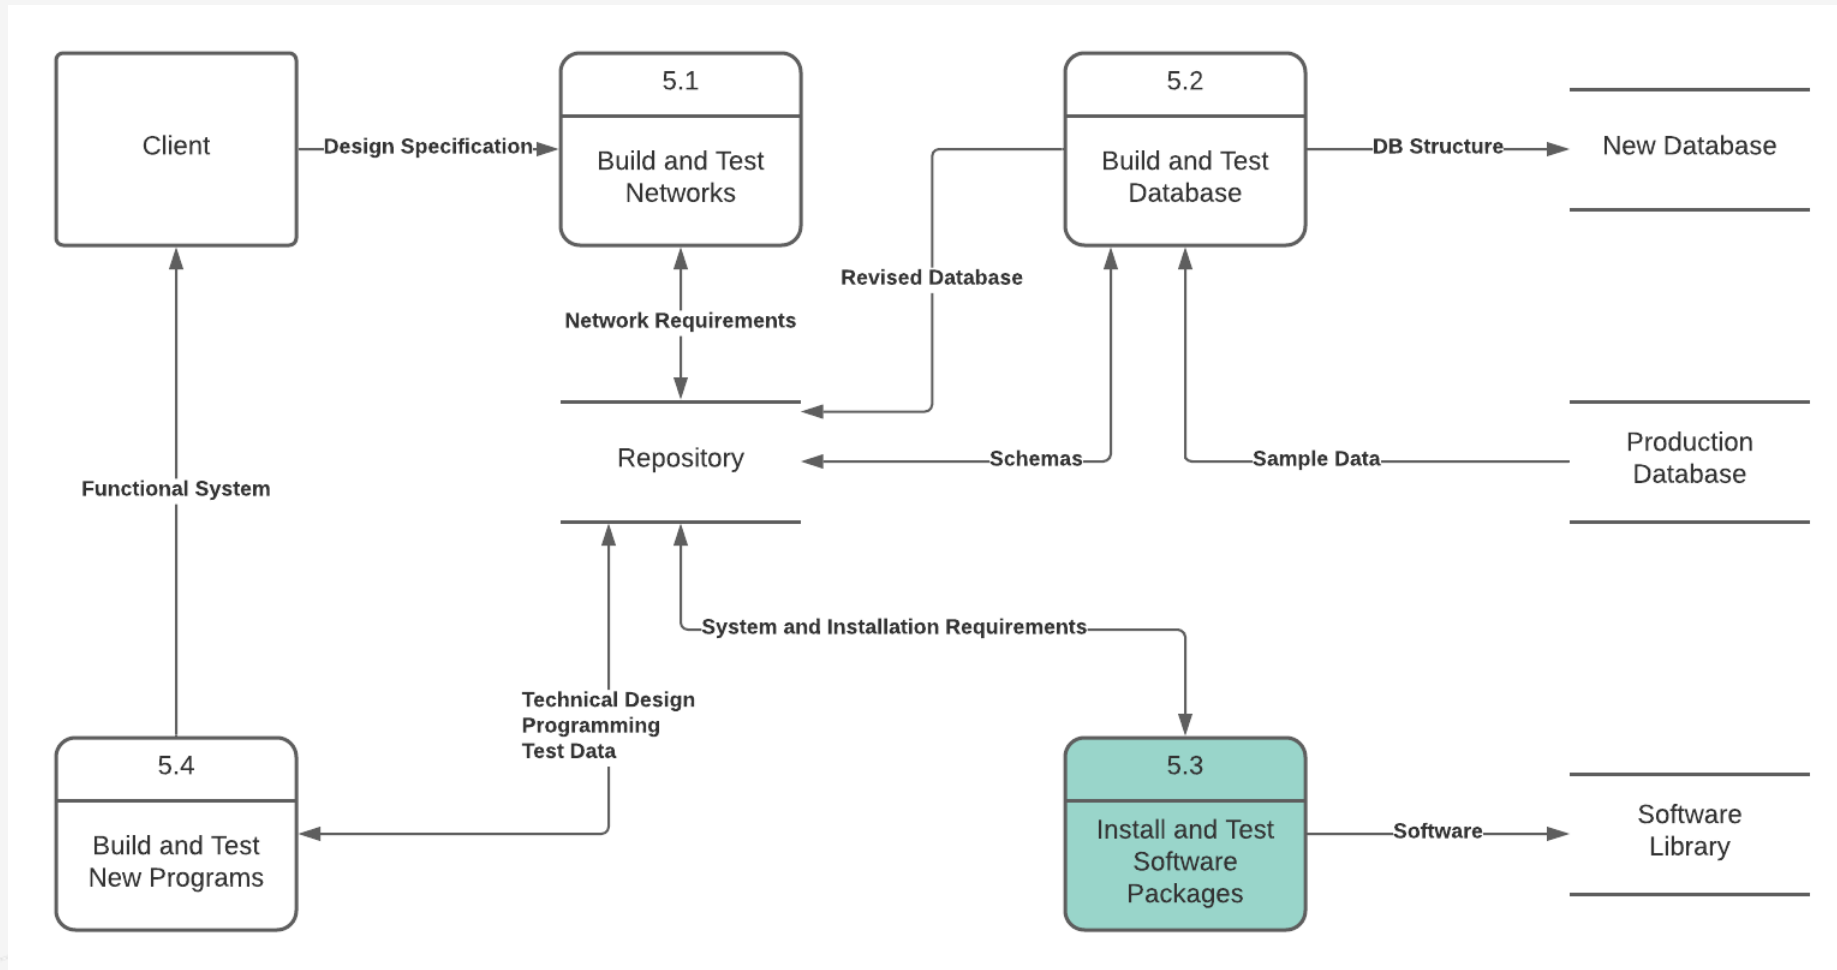 5.1
5.2
Client
Design Specification
Build and Test
Networks
Build and Test
Database
DB Structure
New Database
Revised Database
Network Requirements
Repository
Schemas
Sample Data
Production
Database
Functional System
System and Installation Requirements
Technical Design
Programming
Test Data
5.4
Build and Test
New Programs
5.3
Install and Test
Software
Packages
Software
Software
Library